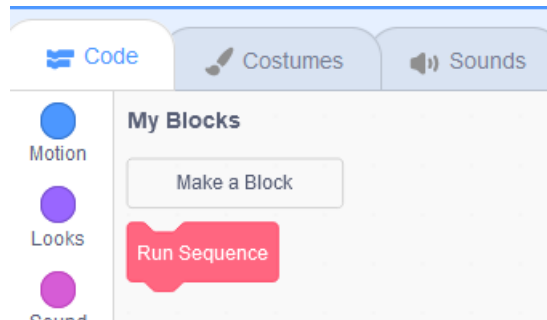 Code
Costumes
Sounds
My Blocks
Motion
Make a Block
Looks
Run Sequence